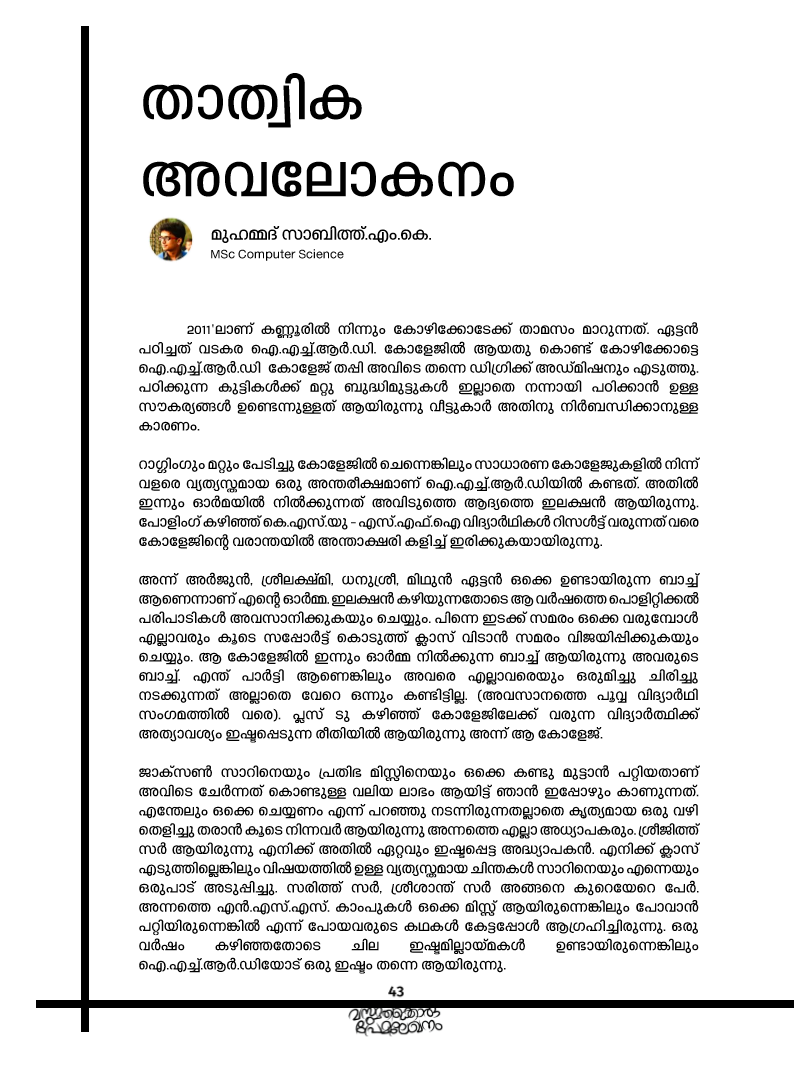 താത്വിക
അവലോകനം
മുഹമ്മദ് സാബിത്ത്.എം.കെ.
MSc Computer Science
2011'ലാണ് കണ്ണൂരിൽ നിന്നും കോഴിക്കോടേക്ക് താമസം മാറുന്നത്. ഏട്ടൻ
പഠിച്ചത് വടകര ഐ.എച്ച്.ആർ.ഡി. കോളേജിൽ ആയതു കൊണ്ട് കോഴിക്കോട്ടെ
ഐ.എച്ച്.ആർ.ഡി കോളേജ് തപ്പി അവിടെ തന്നെ ഡിഗ്രിക്ക് അഡ്മിഷനും എടുത്തു.
പഠിക്കുന്ന കുട്ടികൾക്ക് മറ്റു ബുദ്ധിമുട്ടുകൾ ഇല്ലാതെ നന്നായി പഠിക്കാൻ ഉള്ള
സൗകര്യങ്ങൾ ഉണ്ടെന്നുള്ളത് ആയിരുന്നു വീട്ടുകാർ അതിനു നിർബന്ധിക്കാനുള്ള
കാരണം.
റാഗ്ഗിംഗും മറ്റും പേടിച്ചു കോളേജിൽ ചെന്നെങ്കിലും സാധാരണ കോളേജുകളിൽ നിന്ന്
വളരെ വ്യത്യസ്തമായ ഒരു അന്തരീക്ഷമാണ് ഐ.എച്ച്.ആർ.ഡിയിൽ കണ്ടത്. അതിൽ
ഇന്നും ഓർമയിൽ നിൽക്കുന്നത് അവിടുത്തെ ആദ്യത്തെ ഇലക്ഷൻ ആയിരുന്നു.
പോളിംഗ് കഴിഞ്ഞ് കെ.എസ്.യു – എസ്.എഫ്.ഐ വിദ്യാർഥികൾ റിസൾട്ട് വരുന്നത് വരെ
കോളേജിന്റെ വരാന്തയിൽ അന്താക്ഷരി കളിച്ച് ഇരിക്കുകയായിരുന്നു.
അന്ന് അർജുൻ, ശ്രീലക്ഷ്മി, ധനുശ്രീ, മിഥുൻ ഏട്ടൻ ഒക്കെ ഉണ്ടായിരുന്ന ബാച്ച്
ആണെന്നാണ് എന്റെ ഓർമ്മ. ഇലക്ഷൻ കഴിയുന്നതോടെ ആ വർഷത്തെ പൊളിറ്റിക്കൽ
പരിപാടികൾ അവസാനിക്കുകയും ചെയ്യും. പിന്നെ ഇടക്ക് സമരം ഒക്കെ വരുമ്പോൾ
എല്ലാവരും കൂടെ സപ്പോർട്ട് കൊടുത്ത് ക്ലാസ് വിടാൻ സമരം വിജയിപ്പിക്കുകയും
ചെയ്യും. ആ കോളേജിൽ ഇന്നും ഓർമ്മ നിൽക്കുന്ന ബാച്ച് ആയിരുന്നു അവരുടെ
ബാച്ച്. എന്ത് പാർട്ടി ആണെങ്കിലും അവരെ എല്ലാവരെയും ഒരുമിച്ചു ചിരിച്ചു
നടക്കുന്നത് അല്ലാതെ വേറെ ഒന്നും കണ്ടിട്ടില്ല. (അവസാനത്തെ പൂവ്വ വിദ്യാർഥി
സംഗമത്തിൽ വരെ). പ്ലസ് ടു കഴിഞ്ഞ് കോളേജിലേക്ക് വരുന്ന വിദ്യാർത്ഥിക്ക്
അത്യാവശ്യം ഇഷ്ടപ്പെടുന്ന രീതിയിൽ ആയിരുന്നു അന്ന് ആ കോളേജ്.
ജാക്സൺ സാറിനെയും പ്രതിഭ മിസ്സിനെയും ഒക്കെ കണ്ടു മുട്ടാൻ പറ്റിയതാണ്
അവിടെ ചേർന്നത് കൊണ്ടുള്ള വലിയ ലാഭം ആയിട്ട് ഞാൻ ഇപ്പോഴും കാണുന്നത്.
എന്തേലും ഒക്കെ ചെയ്യണം എന്ന് പറഞ്ഞു നടന്നിരുന്നതല്ലാതെ കൃത്യമായ ഒരു വഴി
തെളിച്ചു തരാൻ കൂടെ നിന്നവർ ആയിരുന്നു അന്നത്തെ എല്ലാ അധ്യാപകരും. ശ്രീജിത്ത്
സർ ആയിരുന്നു എനിക്ക് അതിൽ ഏറ്റവും ഇഷ്ടപ്പെട്ട അദ്ധ്യാപകൻ. എനിക്ക് ക്ലാസ്
എടുത്തില്ലെങ്കിലും വിഷയത്തിൽ ഉള്ള വ്യത്യസ്തമായ ചിന്തകൾ സാറിനെയും എന്നെയും
ഒരുപാട് അടുപ്പിച്ചു. സരിത്ത് സർ, ശ്രീശാന്ത് സർ അങ്ങനെ കുറെയേറെ പേർ.
അന്നത്തെ എൻ.എസ്.എസ്. കാംപുകൾ ഒക്കെ മിസ്സ് ആയിരുന്നെങ്കിലും പോവാൻ
പറ്റിയിരുന്നെങ്കിൽ എന്ന് പോയവരുടെ കഥകൾ കേട്ടപ്പോൾ ആഗ്രഹിച്ചിരുന്നു. ഒരു
വർഷം കഴിഞ്ഞതോടെ ചില ഇഷ്ടമില്ലായ്മകൾ ഉണ്ടായിരുന്നെങ്കിലും
ഐ.എച്ച്.ആർ.ഡിയോട് ഒരു ഇഷ്ടം തന്നെ ആയിരുന്നു.
43